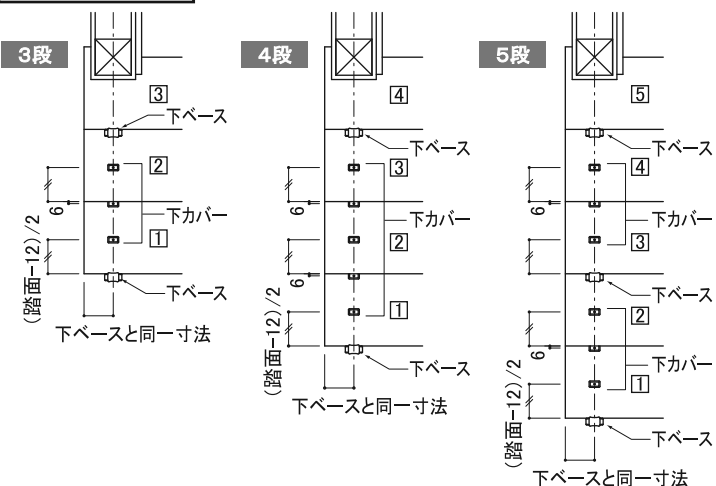 3段
3
下ベース
2
下カバー
6
1
(踏面-12)/2
下ベース
下ベースと同一寸法
4段
4
下ベース
3
6
下カバー
2
6
1
(踏面-12)/2
下ベース
下ベースと同一寸法
5段
5
下ベース
4
6
下カバー
3
下ベース
2
6
下カバー
1
(踏面-12)/2
下ベース
下ベースと同一寸法